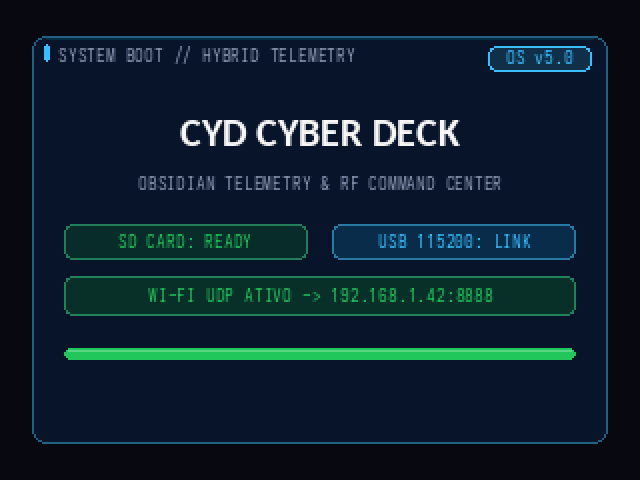 SYSTEM BOOT // HYBRID TELEMETRY
OS v5.0
CYD CYBER DECK
OBSIDIAN TELEMETRY & RF COMMAND CENTER
SD CARD: READY
USB 115200: LINK
WI-FI UDP ATIVO -> 192.168.1.42:8888